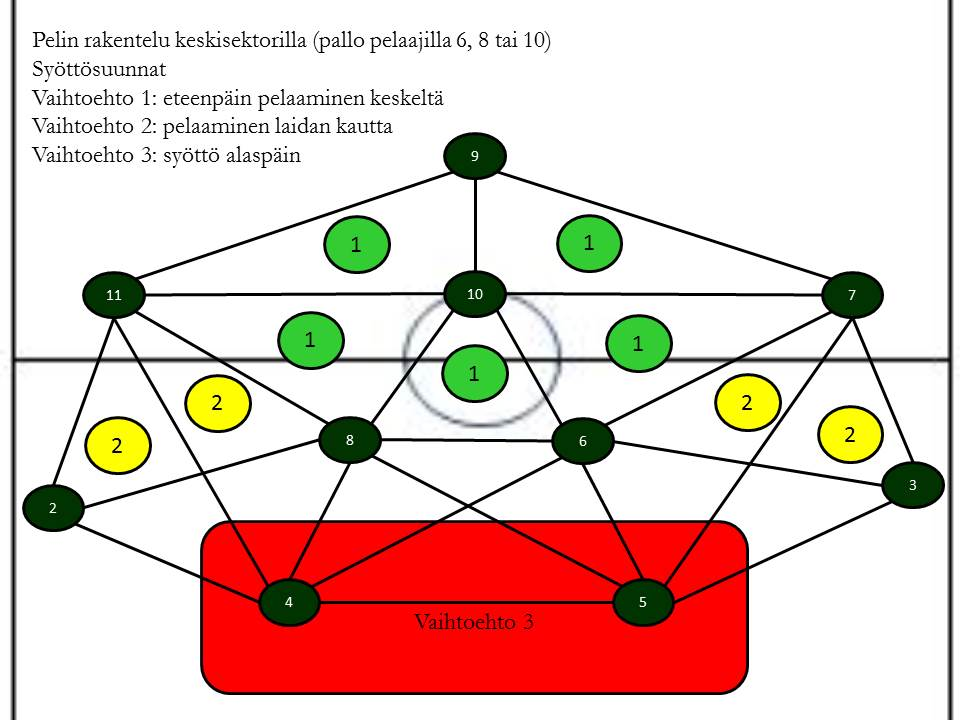 Pelin rakentelu keskisektorilla (pallo pelaajilla 6, 8 tai 10)
Syöttösuunnat
Vaihtoehto 1: eteenpäin pelaaminen keskeltä
Vaihtoehto 2: pelaaminen laidan kautta
Vaihtoehto 3: syöttö alaspäin
9
1 1
11 10 7
1 1
1
2 2
2 2
8 6
2 3
4 5
Vaihtoehto 3